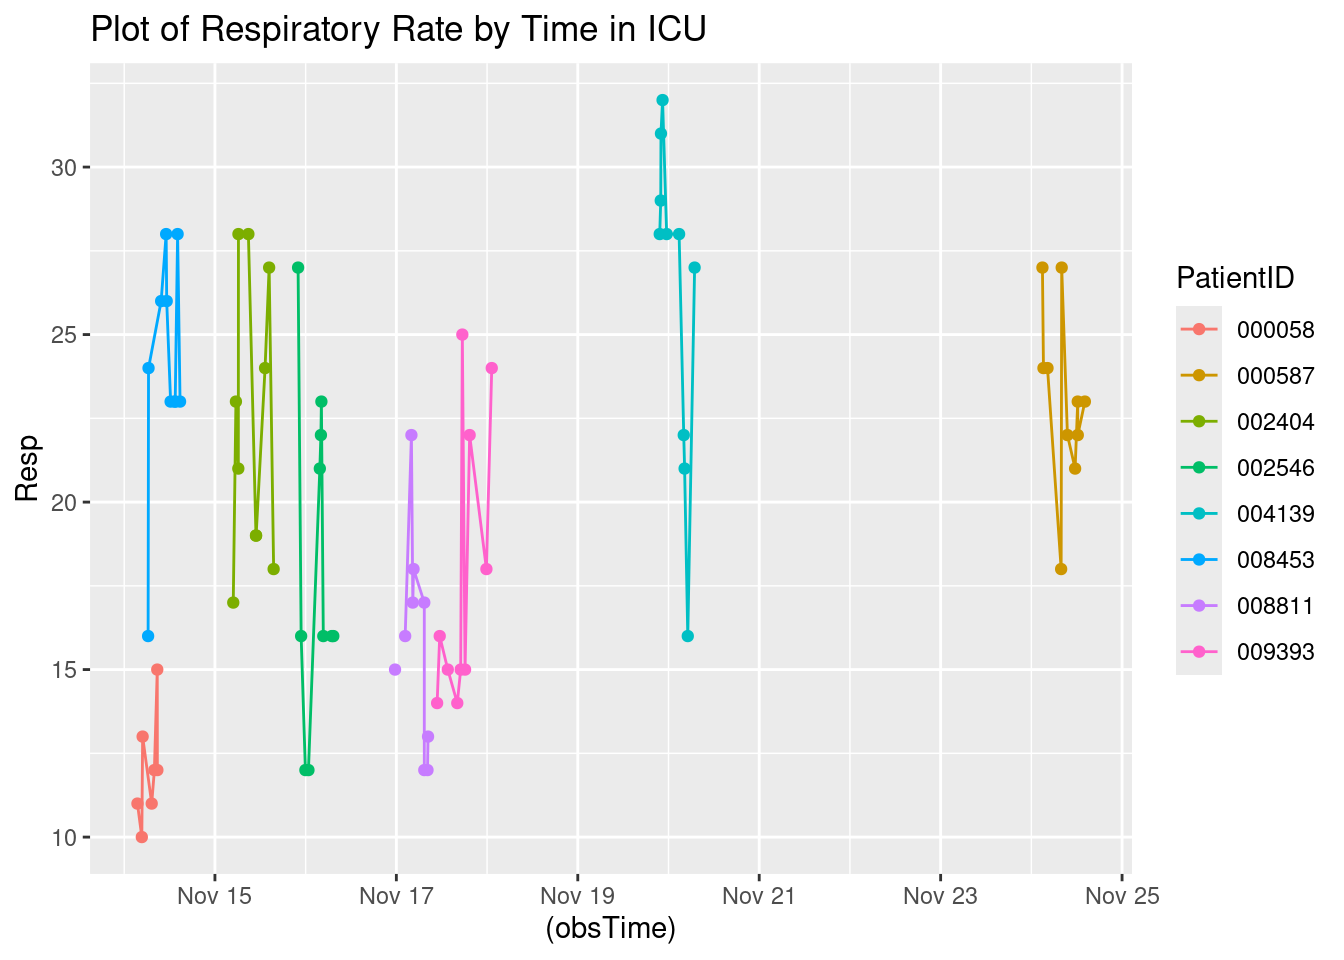 Plot of Respiratory Rate by Time in ICU
Resp
30
25
20
15
10
Nov 15
Nov 17
Nov 19
Nov 21
Nov 23
Nov 25
(obsTime)
PatientID
000058
000587
002404
002546
004139
008453
008811
009393